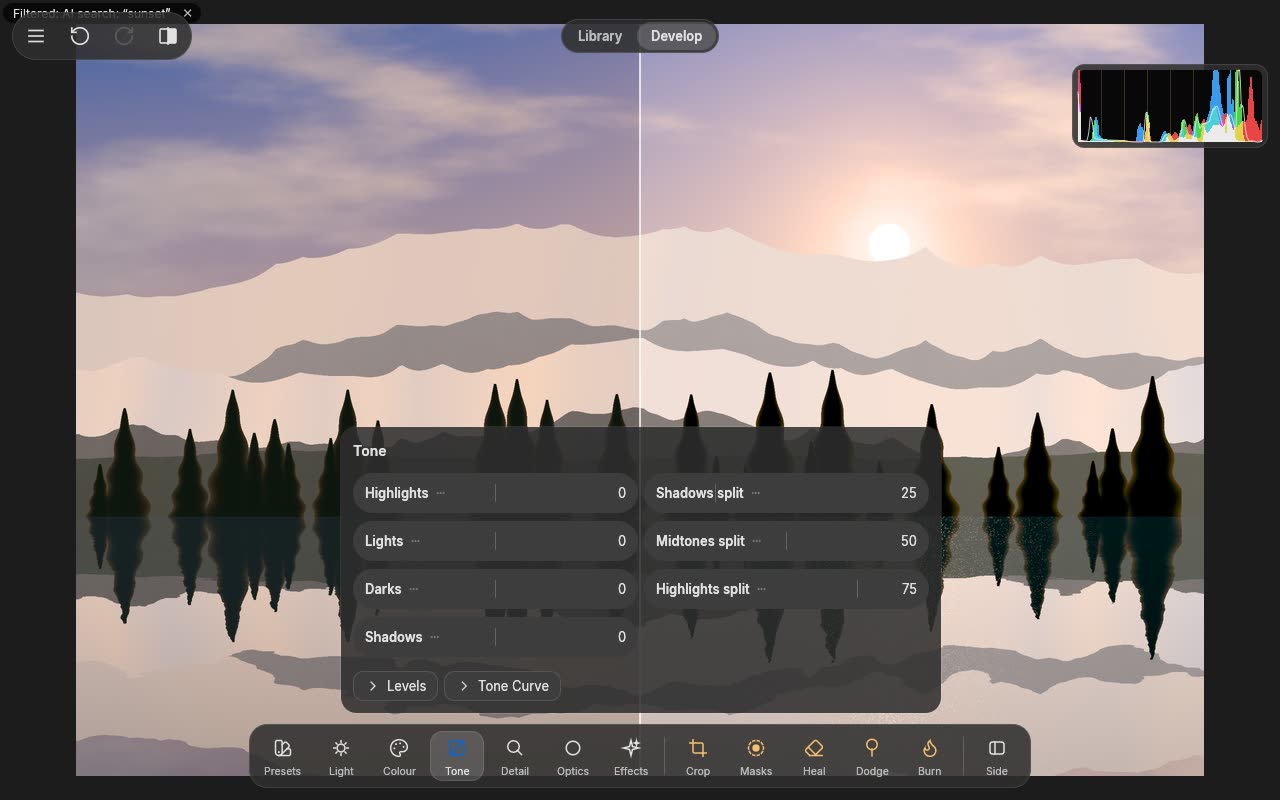 Filtered: AI search: “sunset”
Library Develop
Tone
Highlights 0
Shadows split 25
Lights 0
Midtones split 50
Darks 0
Highlights split 75
Shadows 0
Levels Tone Curve
Presets Light Colour Tone Detail Optics Effects Crop Masks Heal Dodge Burn Side